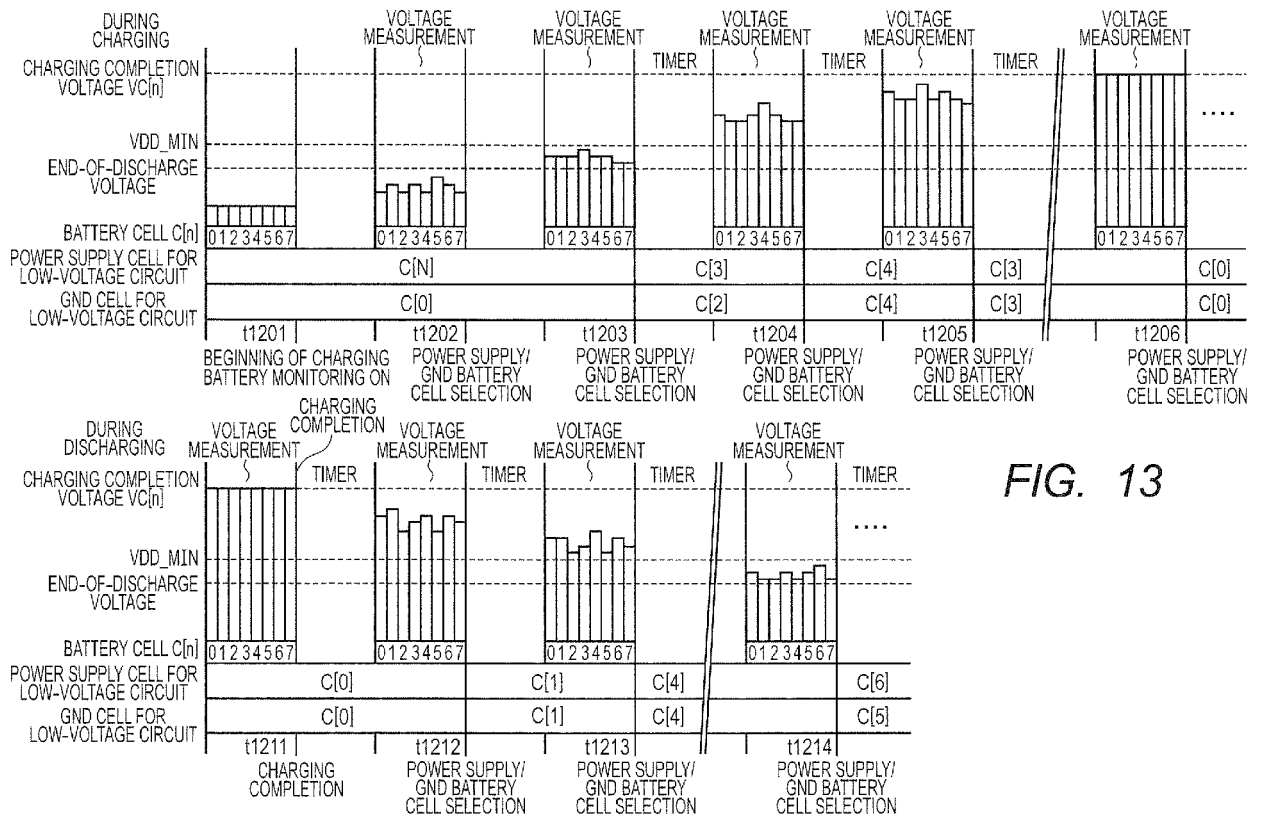 DURING
CHARGING
VOLTAGE
MEASUREMENT
VOLTAGE
MEASUREMENT
VOLTAGE
MEASUREMENT
VOLTAGE
MEASUREMENT
VOLTAGE
MEASUREMENT
TIMER
TIMER
TIMER
CHARGING COMPLETION
VOLTAGE VC[n]
VDD_MIN
END-OF-DISCHARGE
VOLTAGE
....
BATTERY CELL C[n]
01234567
01234567
01234567
01234567
01234567
01234567
POWER SUPPLY CELL FOR
LOW-VOLTAGE CIRCUIT
C[N]
C[3]
C[4]
C[3]
C[0]
GND CELL FOR
LOW-VOLTAGE CIRCUIT
C[0]
C[2]
C[4]
C[3]
C[0]
t1201
t1202
t1203
t1204
t1205
t1206
BEGINNING OF CHARGING
BATTERY MONITORING ON
POWER SUPPLY/
GND BATTERY
CELL SELECTION
POWER SUPPLY/
GND BATTERY
CELL SELECTION
POWER SUPPLY/
GND BATTERY
CELL SELECTION
POWER SUPPLY/
GND BATTERY
CELL SELECTION
POWER SUPPLY/
GND BATTERY
CELL SELECTION
DURING
DISCHARGING
VOLTAGE
MEASUREMENT
CHARGING
COMPLETION
VOLTAGE
MEASUREMENT
VOLTAGE
MEASUREMENT
VOLTAGE
MEASUREMENT
TIMER
TIMER
TIMER
TIMER
CHARGING COMPLETION
VOLTAGE VC[n]
VDD_MIN
END-OF-DISCHARGE
VOLTAGE
....
BATTERY CELL C[n]
01234567
01234567
01234567
01234567
POWER SUPPLY CELL FOR
LOW-VOLTAGE CIRCUIT
C[0]
C[1]
C[4]
C[6]
GND CELL FOR
LOW-VOLTAGE CIRCUIT
C[0]
C[1]
C[4]
C[5]
t1211
t1212
t1213
t1214
CHARGING
COMPLETION
POWER SUPPLY/
GND BATTERY
CELL SELECTION
POWER SUPPLY/
GND BATTERY
CELL SELECTION
POWER SUPPLY/
GND BATTERY
CELL SELECTION
FIG. 13